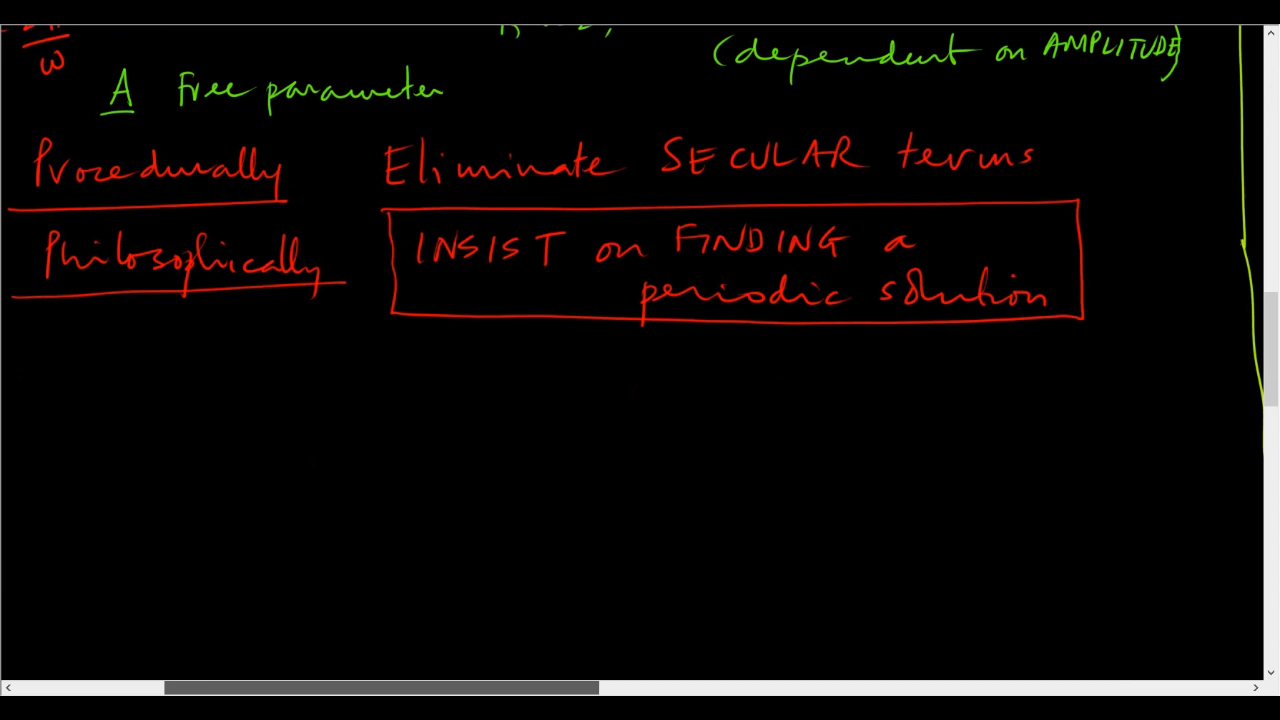 ω
(dependent on AMPLITUDE)
A Free parameter
Procedurally Eliminate SECULAR terms
Philosophically INSIST on FINDING a
periodic solution